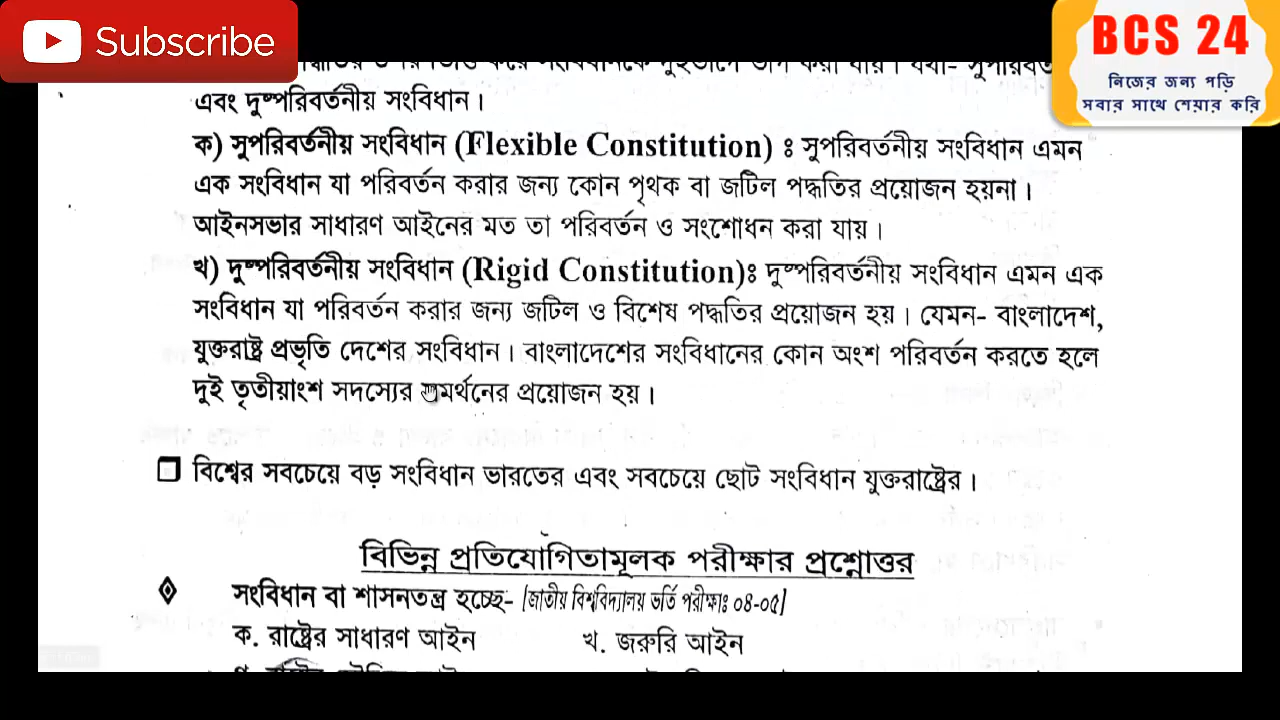 Subscribe
BCS 24
নিজের জন্য পড়ি
সবার সাথে শেয়ার করি
এবং দুষ্পরিবর্তনীয় সংবিধান।
ক) সুপরিবর্তনীয় সংবিধান (Flexible Constitution) ঃ সুপরিবর্তনীয় সংবিধান এমন
এক সংবিধান যা পরিবর্তন করার জন্য কোন পৃথক বা জটিল পদ্ধতির প্রয়োজন হয়না।
আইনসভার সাধারণ আইনের মত তা পরিবর্তন ও সংশোধন করা যায়।
খ) দুষ্পরিবর্তনীয় সংবিধান (Rigid Constitution)ঃ দুষ্পরিবর্তনীয় সংবিধান এমন এক
সংবিধান যা পরিবর্তন করার জন্য জটিল ও বিশেষ পদ্ধতির প্রয়োজন হয়। যেমন- বাংলাদেশ,
যুক্তরাষ্ট্র প্রভৃতি দেশের সংবিধান। বাংলাদেশের সংবিধানের কোন অংশ পরিবর্তন করতে হলে
দুই তৃতীয়াংশ সদস্যের সমর্থনের প্রয়োজন হয়।
বিশ্বের সবচেয়ে বড় সংবিধান ভারতের এবং সবচেয়ে ছোট সংবিধান যুক্তরাষ্ট্রের।
বিভিন্ন প্রতিযোগিতামূলক পরীক্ষার প্রশ্নোত্তর
সংবিধান বা শাসনতন্ত্র হচ্ছে- [জাতীয় বিশ্ববিদ্যালয় ভর্তি পরীক্ষাঃ ০৪-০৫]
ক. রাষ্ট্রের সাধারণ আইন খ. জরুরি আইন